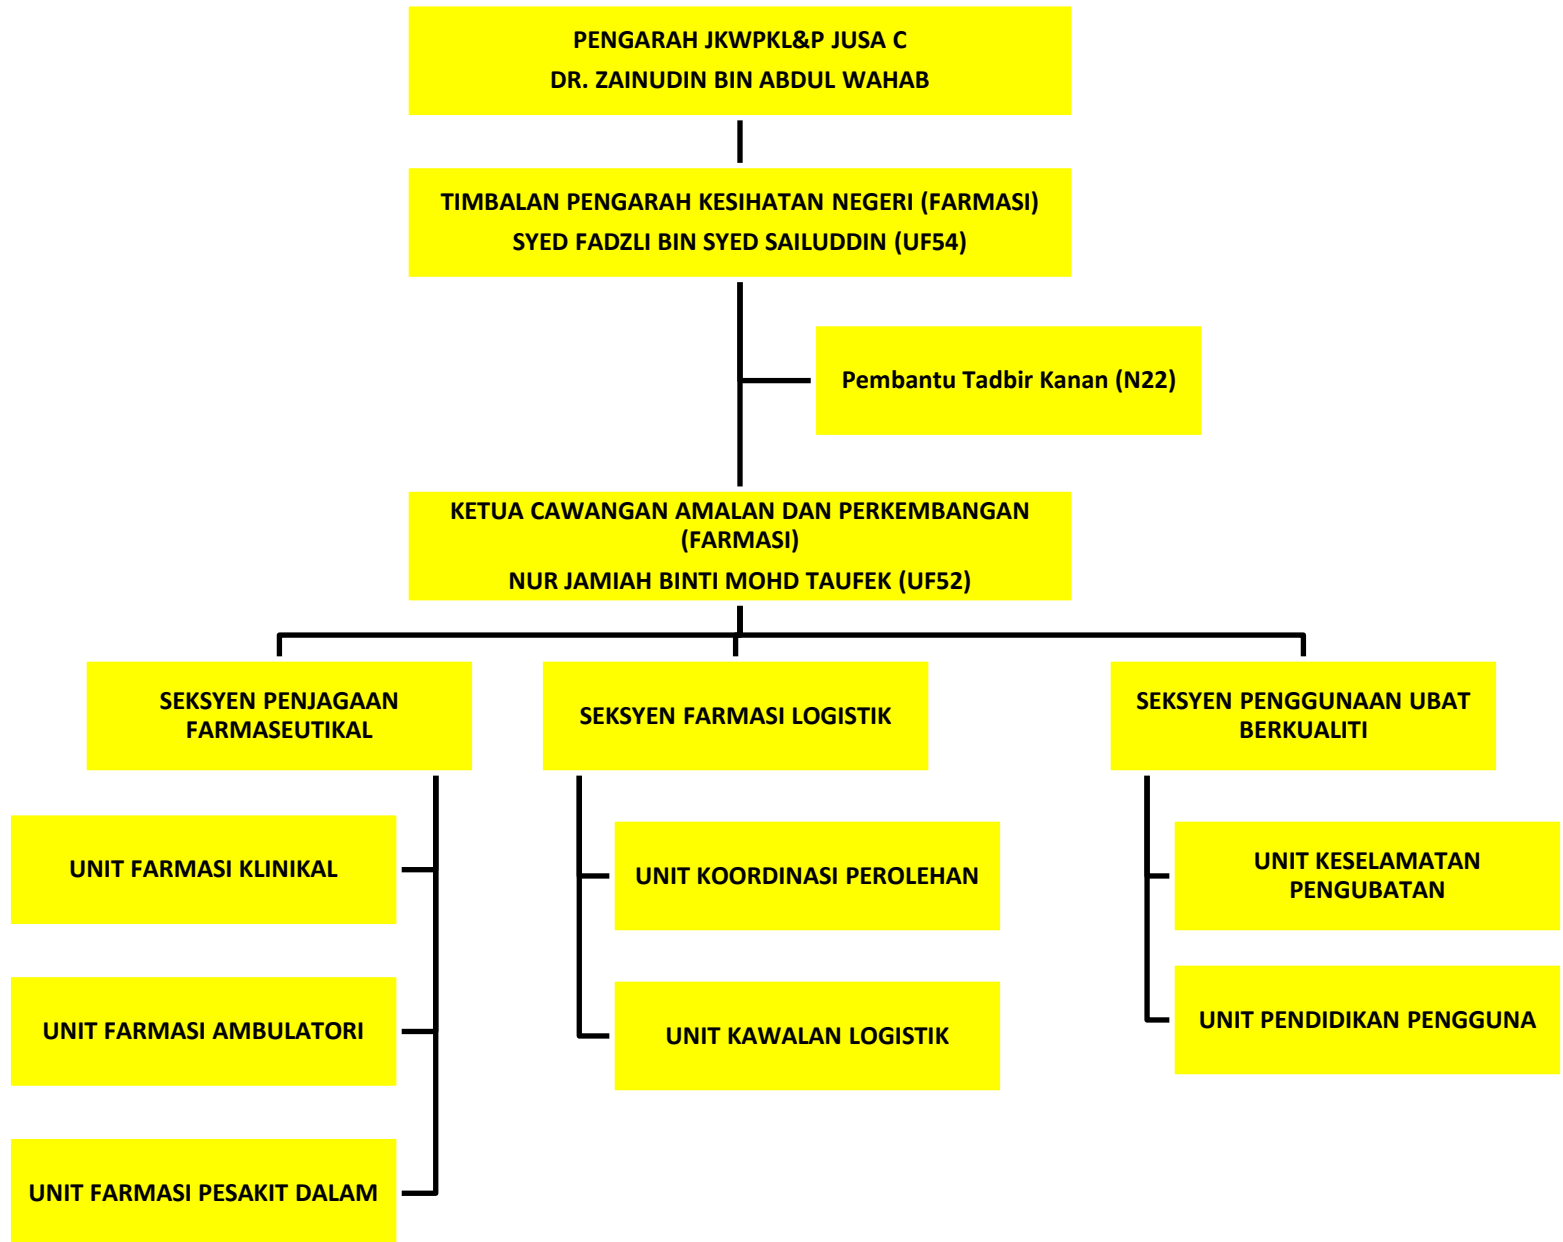 PENGARAH JKWPKL&P JUSA C
DR. ZAINUDIN BIN ABDUL WAHAB
TIMBALAN PENGARAH KESIHATAN NEGERI (FARMASI)
SYED FADZLI BIN SYED SAILUDDIN (UF54)
Pembantu Tadbir Kanan (N22)
KETUA CAWANGAN AMALAN DAN PERKEMBANGAN
(FARMASI)
NUR JAMIAH BINTI MOHD TAUFEK (UF52)
SEKSYEN PENJAGAAN
FARMASEUTIKAL
UNIT FARMASI KLINIKAL
UNIT FARMASI AMBULATORI
UNIT FARMASI PESAKIT DALAM
SEKSYEN FARMASI LOGISTIK
UNIT KOORDINASI PEROLEHAN
UNIT KAWALAN LOGISTIK
SEKSYEN PENGGUNAAN UBAT
BERKUALITI
UNIT KESELAMATAN
PENGUBATAN
UNIT PENDIDIKAN PENGGUNA